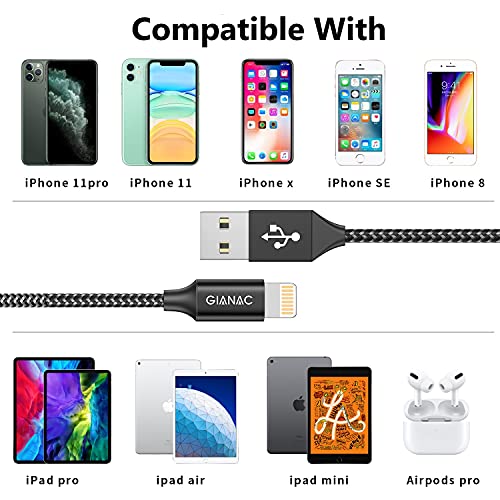 Compatible With
iPhone 11pro
iPhone 11
iPhone x
iPhone SE
iPhone 8
GIANAC
iPad pro
ipad air
ipad mini
Airpods pro